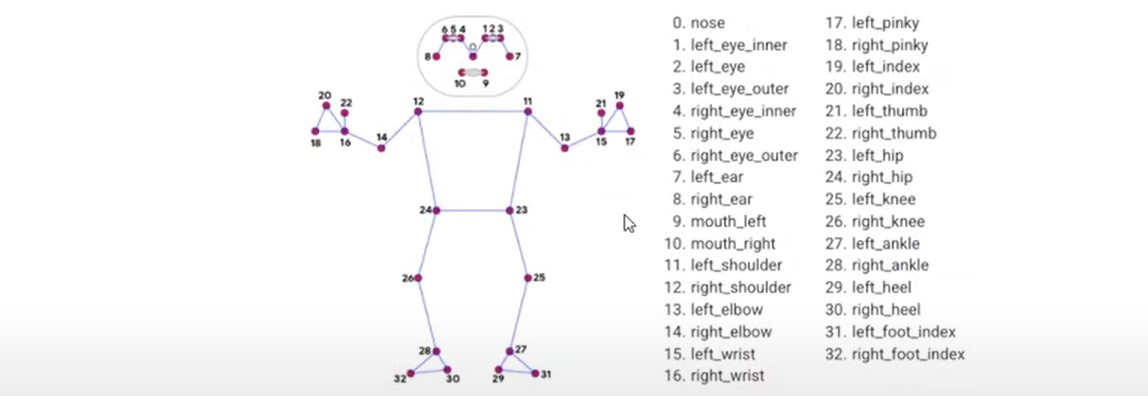 6 5 4 1 2 3
0
8 7
10 9
20 22 12 11 21 19
14 13
18 16 15 17
24 23
26 25
28 27
32 30 29 31
0. nose
1. left_eye_inner
2. left_eye
3. left_eye_outer
4. right_eye_inner
5. right_eye
6. right_eye_outer
7. left_ear
8. right_ear
9. mouth_left
10. mouth_right
11. left_shoulder
12. right_shoulder
13. left_elbow
14. right_elbow
15. left_wrist
16. right_wrist
17. left_pinky
18. right_pinky
19. left_index
20. right_index
21. left_thumb
22. right_thumb
23. left_hip
24. right_hip
25. left_knee
26. right_knee
27. left_ankle
28. right_ankle
29. left_heel
30. right_heel
31. left_foot_index
32. right_foot_index